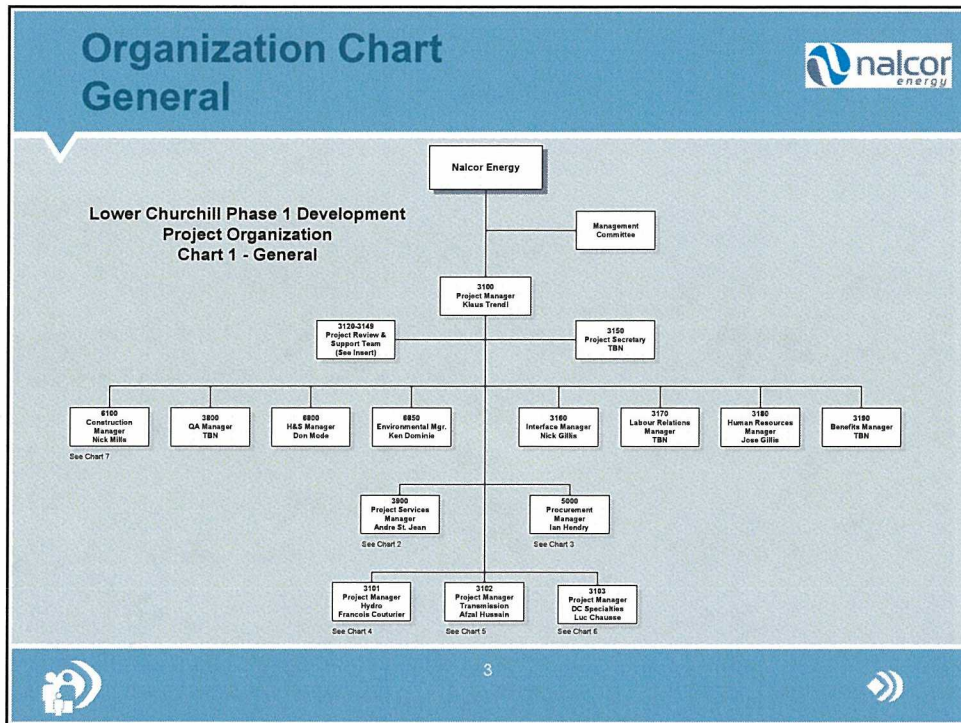 Organization Chart
General
nalcor
energy
Nalcor Energy
Lower Churchill Phase 1 Development
Project Organization
Chart 1 - General
Management
Committee
3100
Project Manager
Klaus Trendl
3120-3149
Project Review &
Support Team
(See Insert)
3150
Project Secretary
TBN
6100
Construction
Manager
Nick Mills
See Chart 7
3800
QA Manager
TBN
6800
H&S Manager
Don Mode
6850
Environmental Mgr.
Ken Dominie
3160
Interface Manager
Nick Gillis
3170
Labour Relations
Manager
TBN
3180
Human Resources
Manager
Jose Gillis
3190
Benefits Manager
TBN
3900
Project Services
Manager
Andre St. Jean
See Chart 2
5000
Procurement
Manager
Ian Hendry
See Chart 3
3101
Project Manager
Hydro
Francois Couturier
See Chart 4
3102
Project Manager
Transmission
Afzal Hussain
See Chart 5
3103
Project Manager
DC Specialties
Luc Chausse
See Chart 6
3